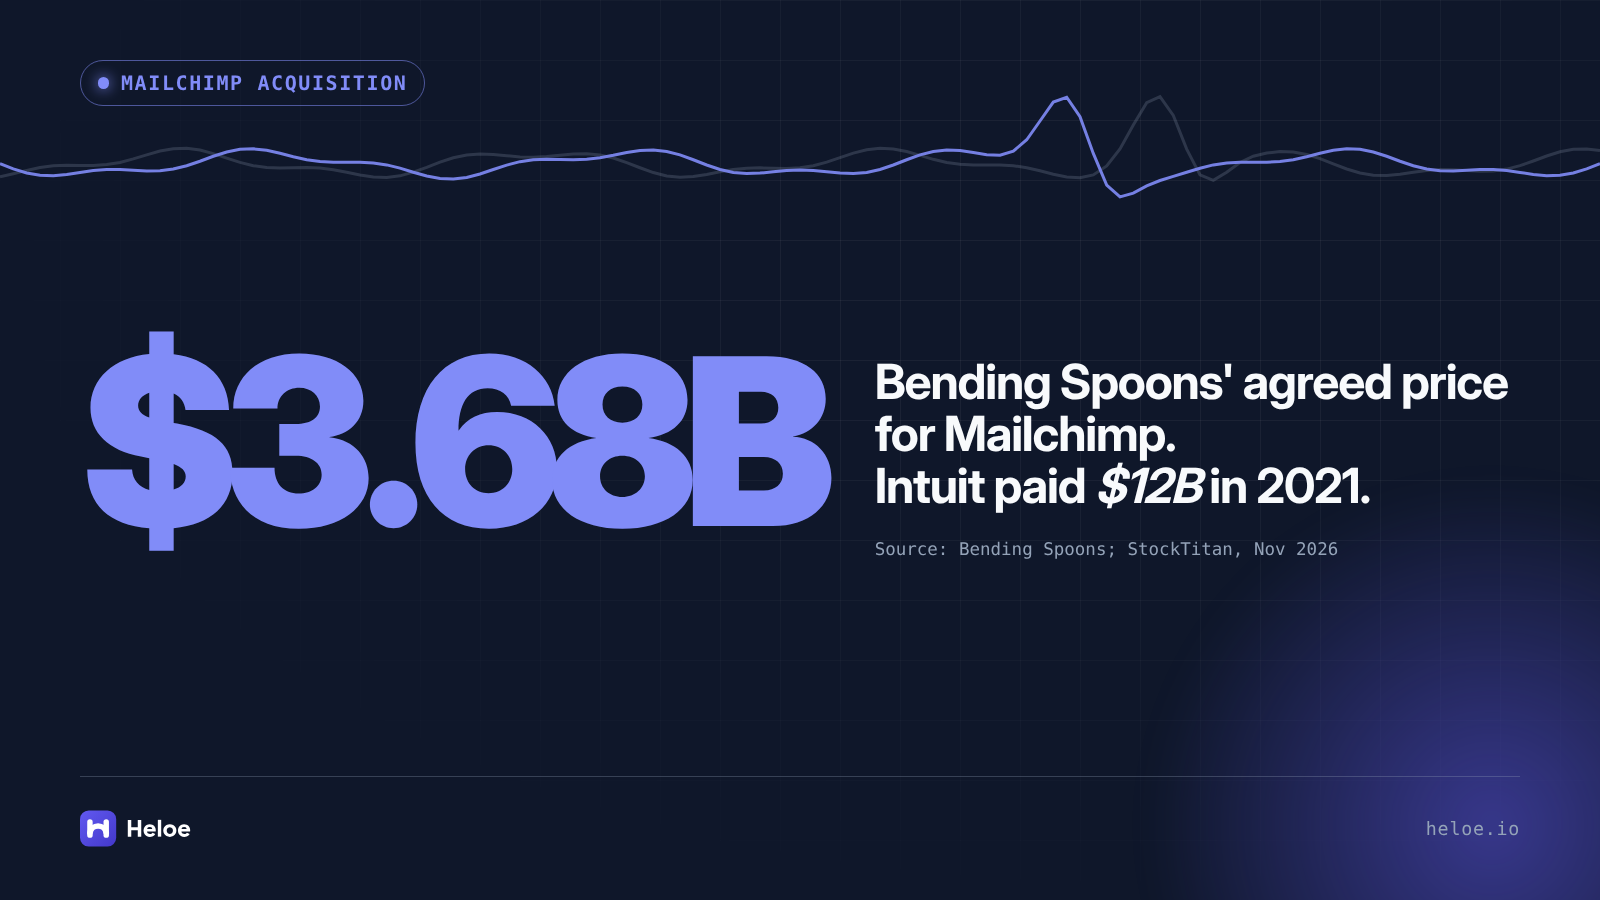 MAILCHIMP ACQUISITION
$3.68B
Bending Spoons' agreed price
for Mailchimp.
Intuit paid $12B in 2021.
Source: Bending Spoons; StockTitan, Nov 2026
Heloe
heloe.io